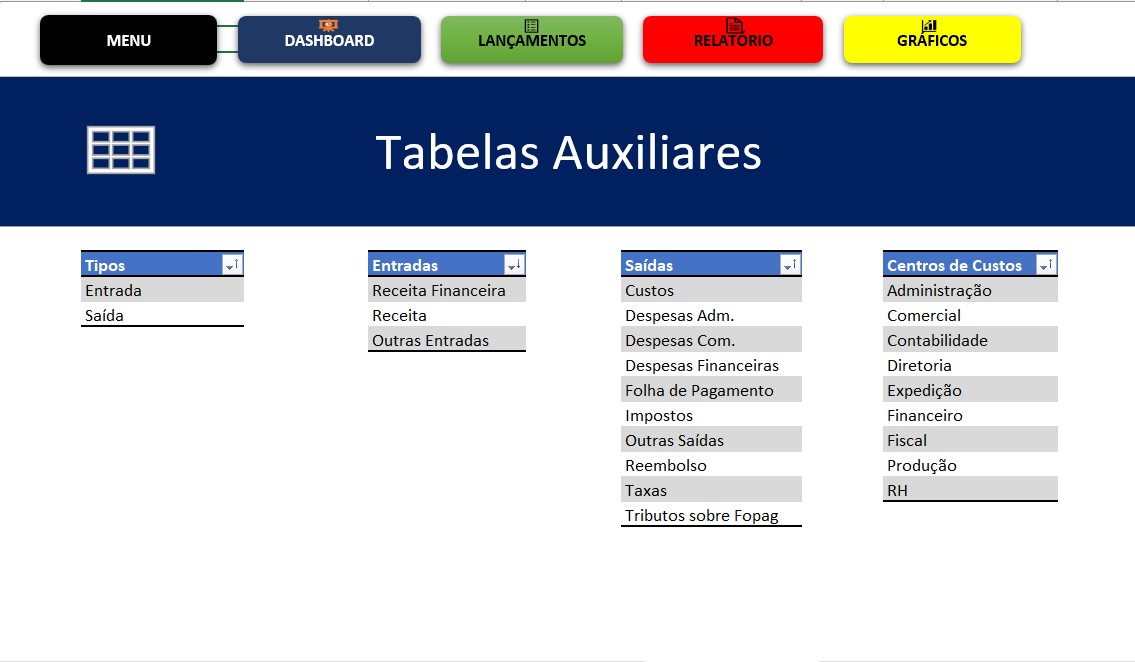 MENU
DASHBOARD
LANÇAMENTOS
RELATÓRIO
GRÁFICOS
Tabelas Auxiliares
Tipos
Entrada
Saída
Entradas
Receita Financeira
Receita
Outras Entradas
Saídas
Custos
Despesas Adm.
Despesas Com.
Despesas Financeiras
Folha de Pagamento
Impostos
Outras Saídas
Reembolso
Taxas
Tributos sobre Fopag
Centros de Custos
Administração
Comercial
Contabilidade
Diretoria
Expedição
Financeiro
Fiscal
Produção
RH